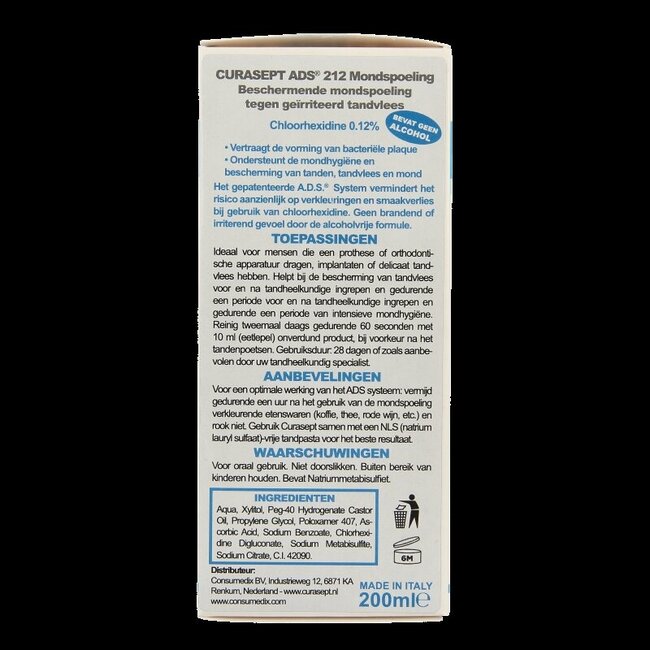 CURASEPT ADS® 212 Mondspoeling
Beschermende mondspoeling
tegen geïrriteerd tandvlees
Chloorhexidine 0.12%
BEVAT GEEN
ALCOHOL
• Vertraagt de vorming van bacteriële plaque
• Ondersteunt de mondhygiëne en
bescherming van tanden, tandvlees en mond
Het gepatenteerde A.D.S.® System vermindert het
risico aanzienlijk op verkleuringen en smaakverlies
bij gebruik van chloorhexidine. Geen brandend of
irriterend gevoel door de alcoholvrije formule.
TOEPASSINGEN
Ideaal voor mensen die een prothese of orthodonti-
sche apparatuur dragen, implantaten of delicaat tand-
vlees hebben. Helpt bij de bescherming van tandvlees
voor en na tandheelkundige ingrepen en gedurende
een periode voor en na tandheelkundige ingrepen en
gedurende een periode van intensieve mondhygiëne.
Reinig tweemaal daags gedurende 60 seconden met
10 ml (eetlepel) onverdund product, bij voorkeur na het
tandenpoetsen. Gebruiksduur: 28 dagen of zoals aanbe-
volen door uw tandheelkundig specialist.
AANBEVELINGEN
Voor een optimale werking van het ADS systeem: vermijd
gedurende een uur na het gebruik van de mondspoeling
verkleurende etenswaren (koffie, thee, rode wijn, etc.) en
rook niet. Gebruik Curasept samen met een NLS (natrium
lauryl sulfaat)-vrije tandpasta voor het beste resultaat.
WAARSCHUWINGEN
Voor oraal gebruik. Niet doorslikken. Buiten bereik van
kinderen houden. Bevat Natriummetabisulfiet.
INGREDIENTEN
Aqua, Xylitol, Peg-40 Hydrogenate Castor
Oil, Propylene Glycol, Poloxamer 407, As-
corbic Acid, Sodium Benzoate, Chlorhexi-
dine Digluconate, Sodium Metabisulfite,
Sodium Citrate, C.I. 42090.
6M
Distributeur:
Consumedix BV, Industrieweg 12, 6871 KA
Renkum, Nederland - www.curasept.nl
www.consumedix.com
MADE IN ITALY
200ml℮